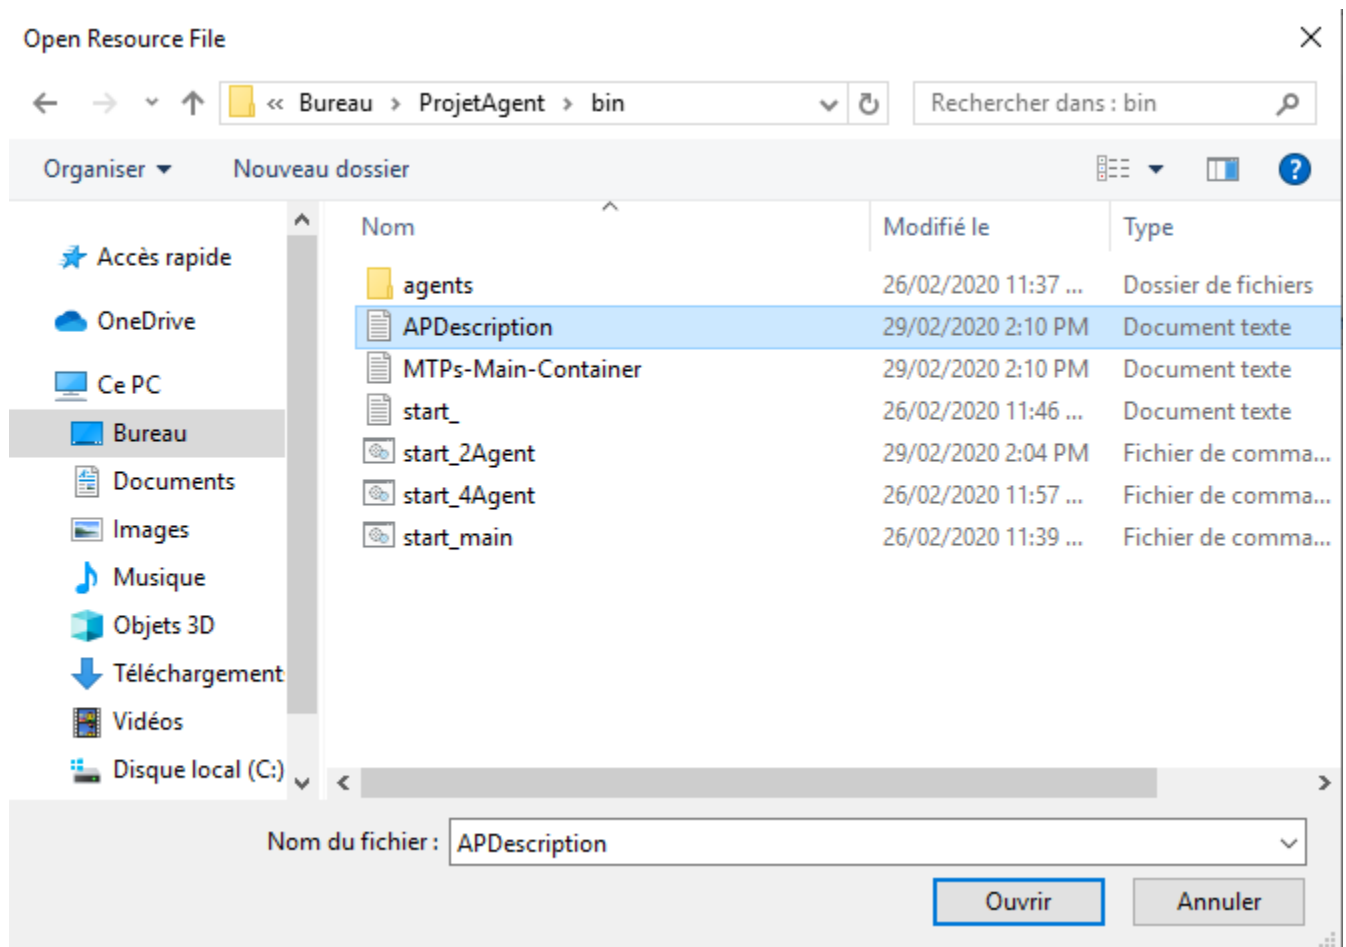 Open Resource File
« Bureau › ProjetAgent › bin
Rechercher dans : bin
Organiser
Nouveau dossier
?
Nom
Modifié le
Type
Accès rapide
OneDrive
Ce PC
Bureau
Documents
Images
Musique
Objets 3D
Téléchargement
Vidéos
Disque local (C:)
agents 26/02/2020 11:37 ... Dossier de fichiers
APDescription 29/02/2020 2:10 PM Document texte
MTPs-Main-Container 29/02/2020 2:10 PM Document texte
start_ 26/02/2020 11:46 ... Document texte
start_2Agent 29/02/2020 2:04 PM Fichier de comma...
start_4Agent 26/02/2020 11:57 ... Fichier de comma...
start_main 26/02/2020 11:39 ... Fichier de comma...
Nom du fichier : APDescription
Ouvrir
Annuler